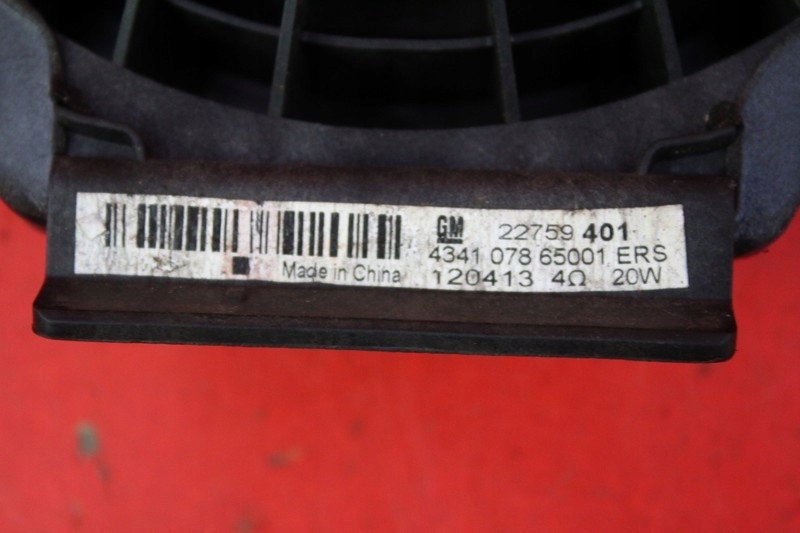 GM 22759 401
4341 078 65001 ERS
Made in China 120413 4Ω 20W